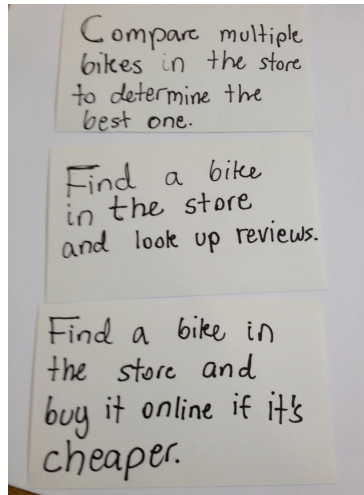 Compare multiple
bikes in the store
to determine the
best one.
Find a bike
in the store
and look up reviews.
Find a bike in
the store and
buy it online if it's
cheaper.